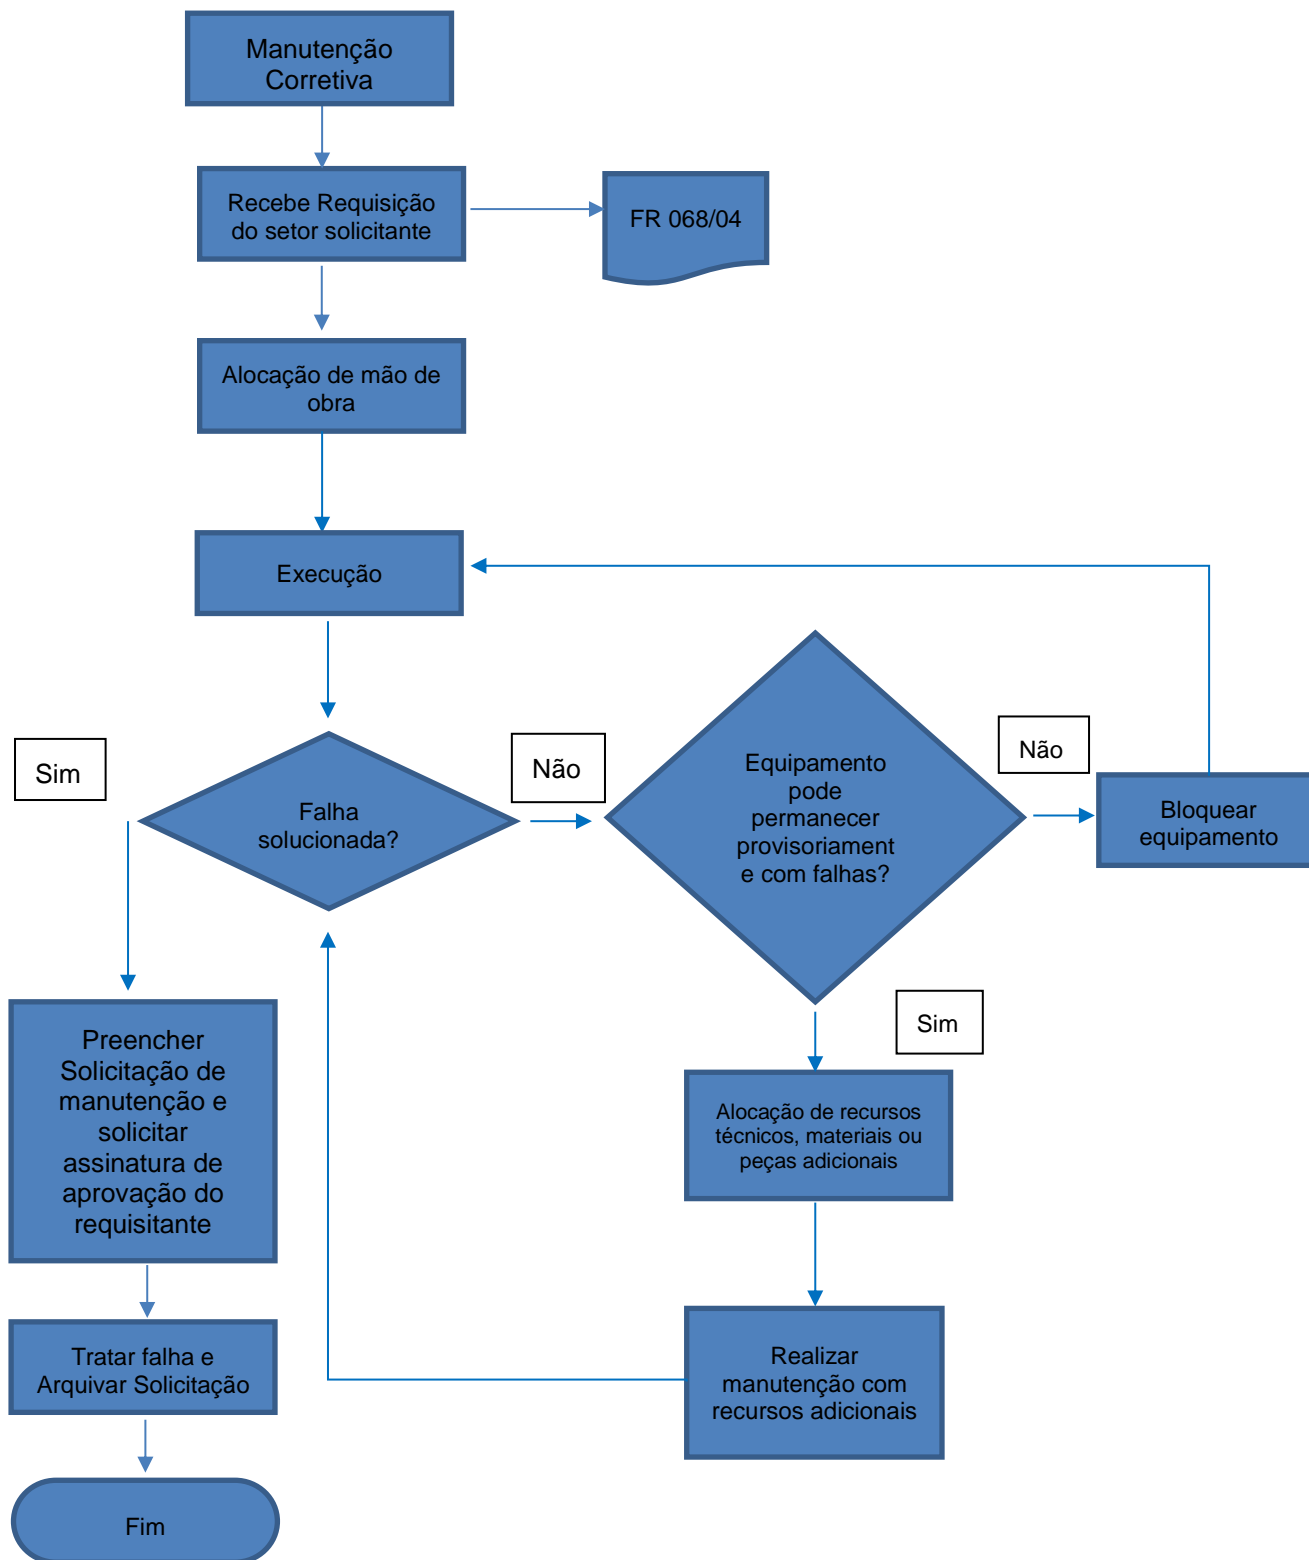 Manutenção
Corretiva
Recebe Requisição
do setor solicitante
FR 068/04
Alocação de mão de
obra
Execução
Sim
Falha
solucionada?
Não
Equipamento
pode
permanecer
provisoriament
e com falhas?
Não
Bloquear
equipamento
Sim
Preencher
Solicitação de
manutenção e
solicitar
assinatura de
aprovação do
requisitante
Alocação de recursos
técnicos, materiais ou
peças adicionais
Realizar
manutenção com
recursos adicionais
Tratar falha e
Arquivar Solicitação
Fim